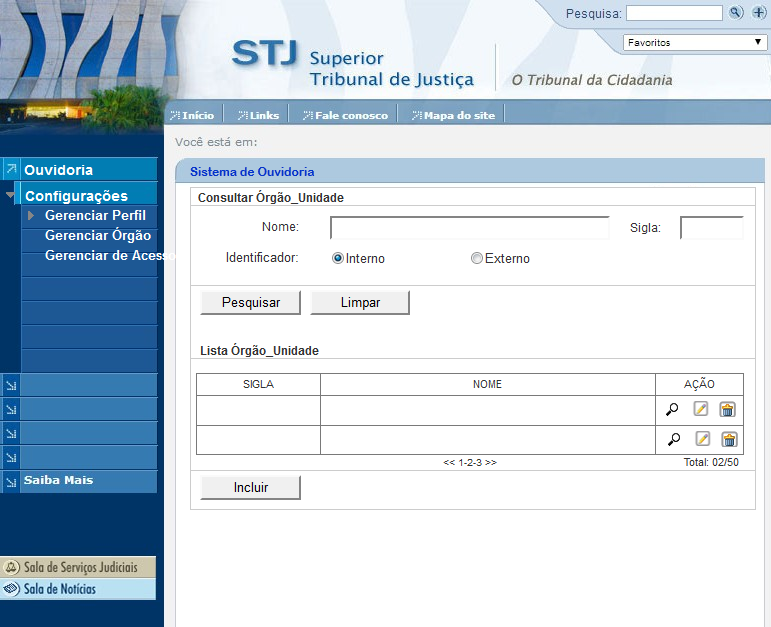 Pesquisa:
Favoritos
STJ Superior
Tribunal de Justiça
O Tribunal da Cidadania
Início Links Fale conosco Mapa do site
Você está em:
Ouvidoria
Configurações
Gerenciar Perfil
Gerenciar Órgão
Gerenciar de Acesso
Saiba Mais
Sala de Serviços Judiciais
Sala de Notícias
Sistema de Ouvidoria
Consultar Órgão_Unidade
Nome: Sigla:
Identificador: Interno Externo
Pesquisar Limpar
Lista Órgão_Unidade
SIGLA NOME AÇÃO
<< 1-2-3 >> Total: 02/50
Incluir